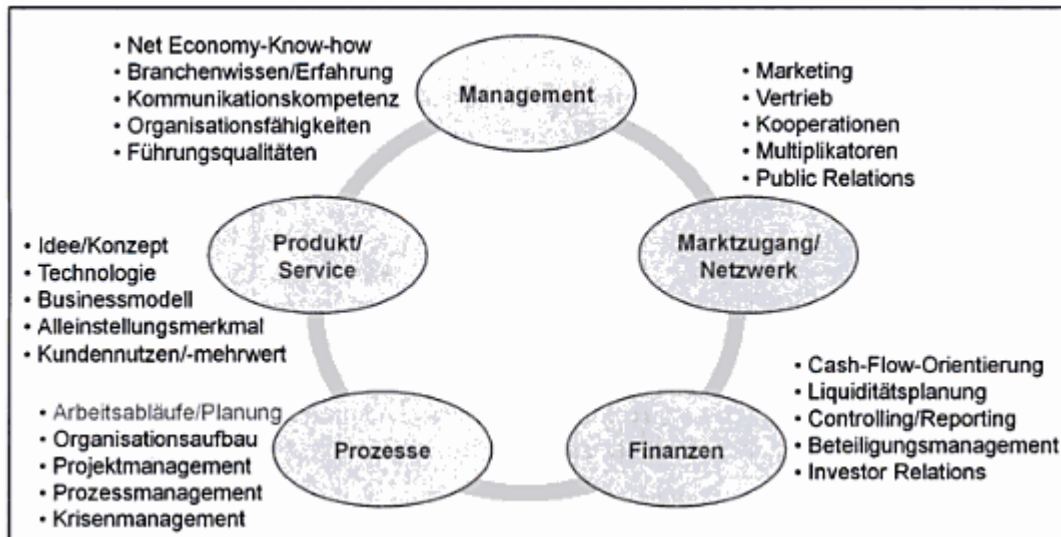 • Net Economy-Know-how
• Branchenwissen/Erfahrung
• Kommunikationskompetenz
• Organisationsfähigkeiten
• Führungsqualitäten
Management
• Marketing
• Vertrieb
• Kooperationen
• Multiplikatoren
• Public Relations
Produkt/
Service
Marktzugang/
Netzwerk
• Idee/Konzept
• Technologie
• Businessmodell
• Alleinstellungsmerkmal
• Kundennutzen/-mehrwert
• Cash-Flow-Orientierung
• Liquiditätsplanung
• Controlling/Reporting
• Beteiligungsmanagement
• Investor Relations
• Arbeitsabläufe/Planung
• Organisationsaufbau
• Projektmanagement
• Prozessmanagement
• Krisenmanagement
Prozesse
Finanzen